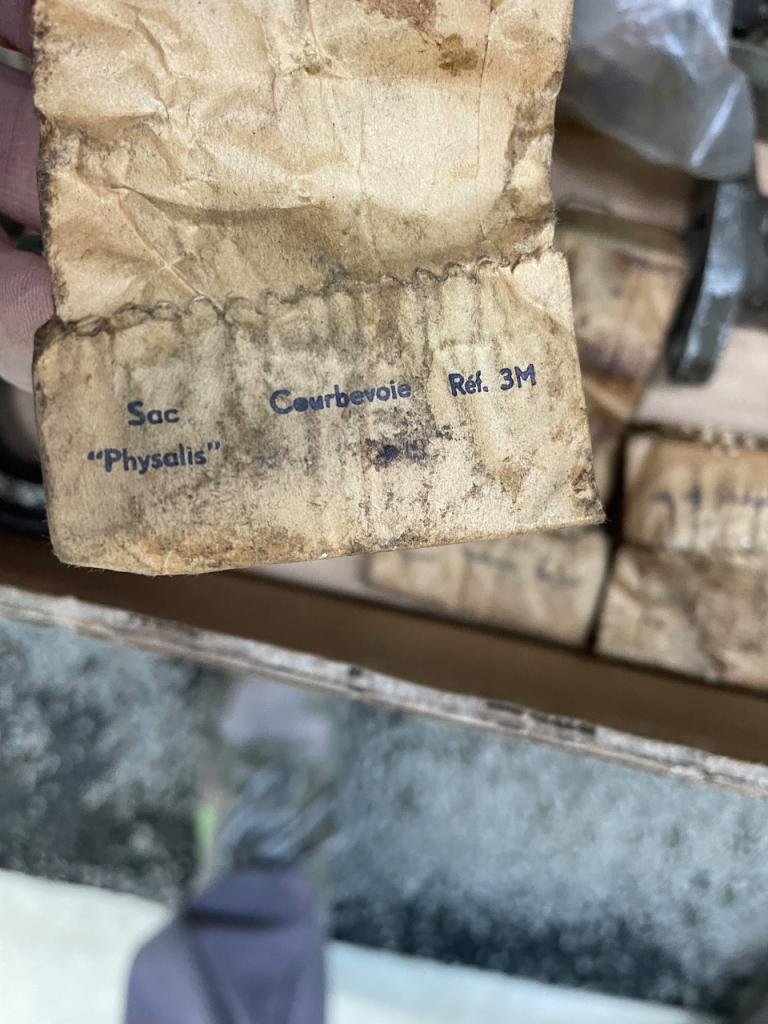 Sac Courbevoie Réf. 3M
“Physalis”